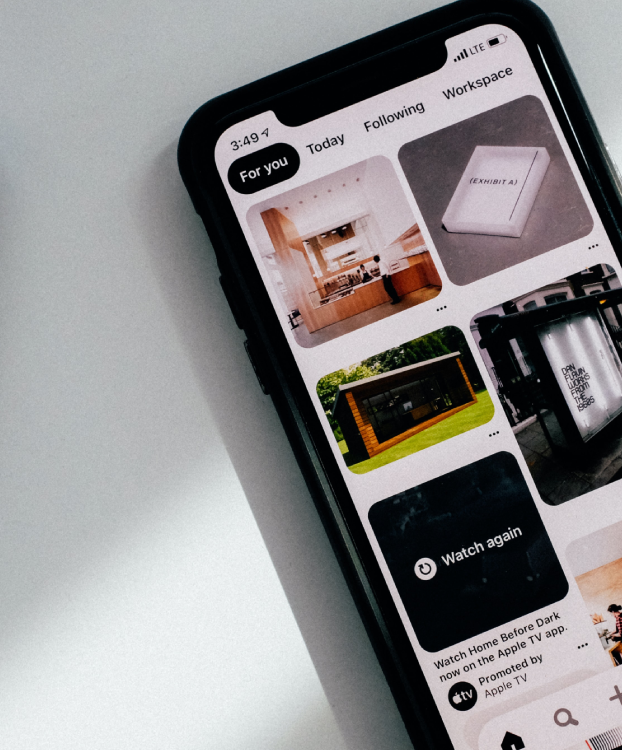 3:49
LTE
For you
Today
Following
Workspace
(EXHIBIT A)
DAN
FLAVIN
WORKS
FROM
THE
1960S
Watch again
Watch Home Before Dark
now on the Apple TV app.
tv
Promoted by
Apple TV